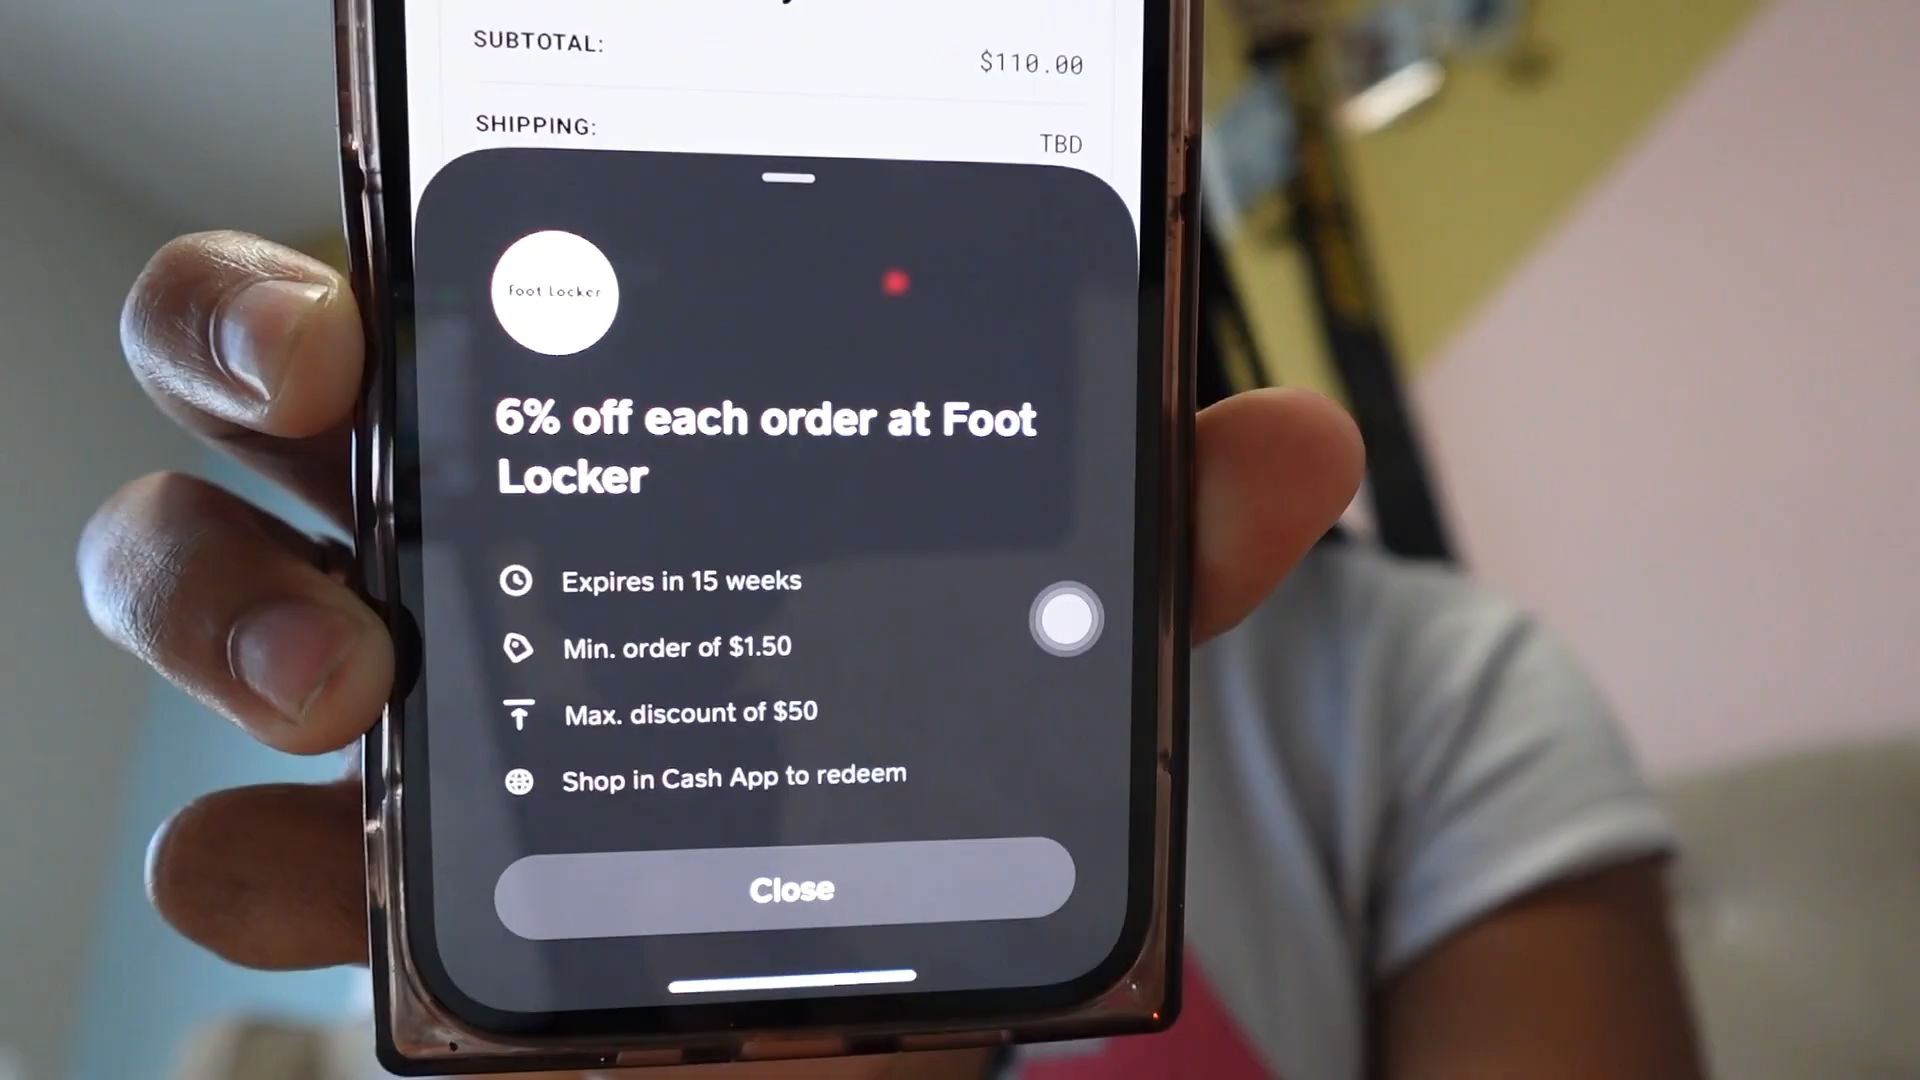 SUBTOTAL:
$110.00
SHIPPING:
TBD
Foot Locker
6% off each order at Foot
Locker
Expires in 15 weeks
Min. order of $1.50
Max. discount of $50
Shop in Cash App to redeem
Close